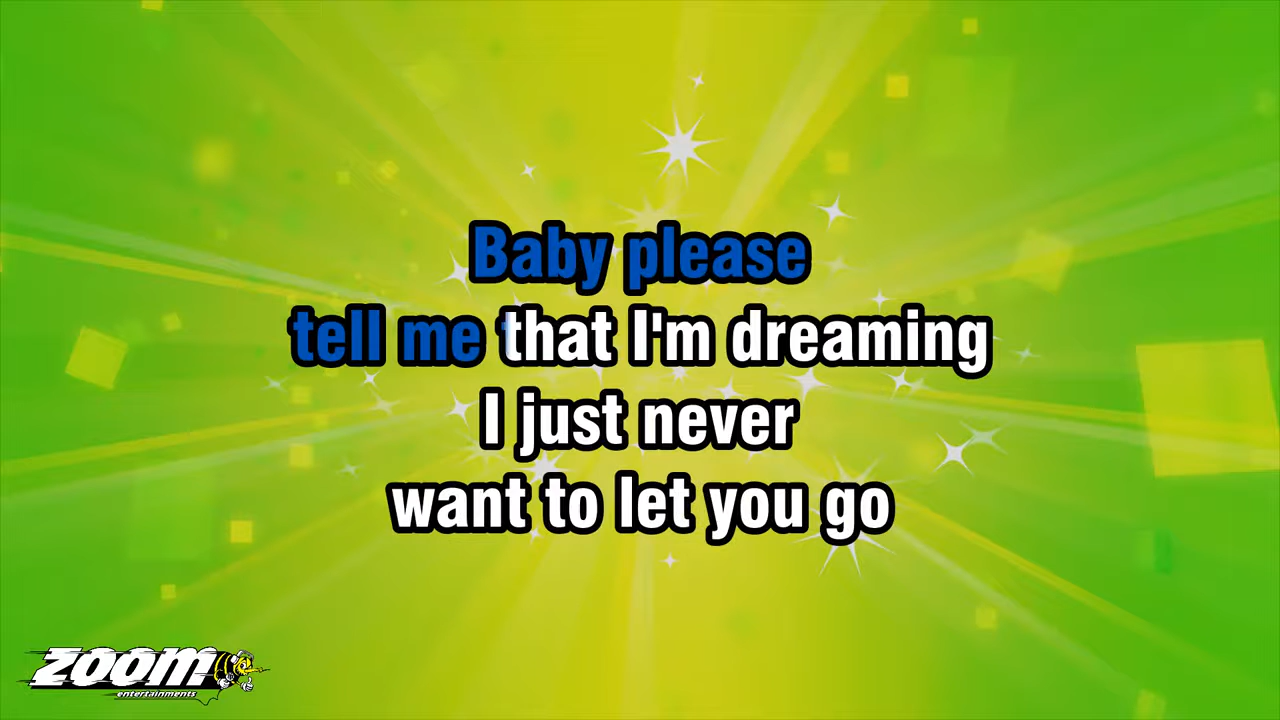 Baby please
tell me that I'm dreaming
I just never
want to let you go
zoom
entertainments